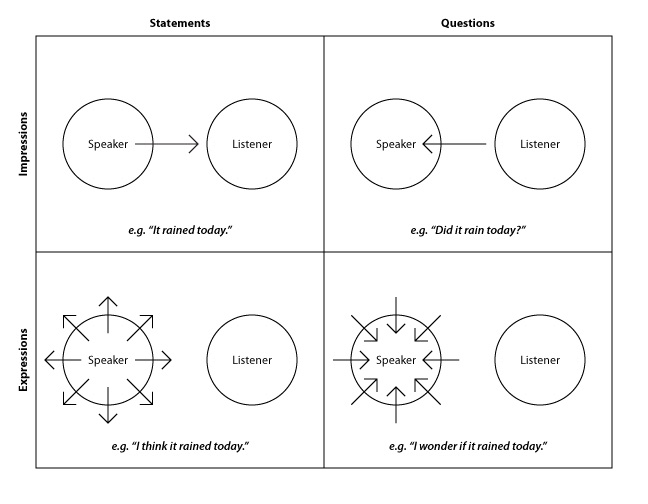 Statements Questions
Impressions
Speaker Listener Speaker Listener
e.g. “It rained today.” e.g. “Did it rain today?”
Expressions
Speaker Listener Speaker Listener
e.g. “I think it rained today.” e.g. “I wonder if it rained today.”